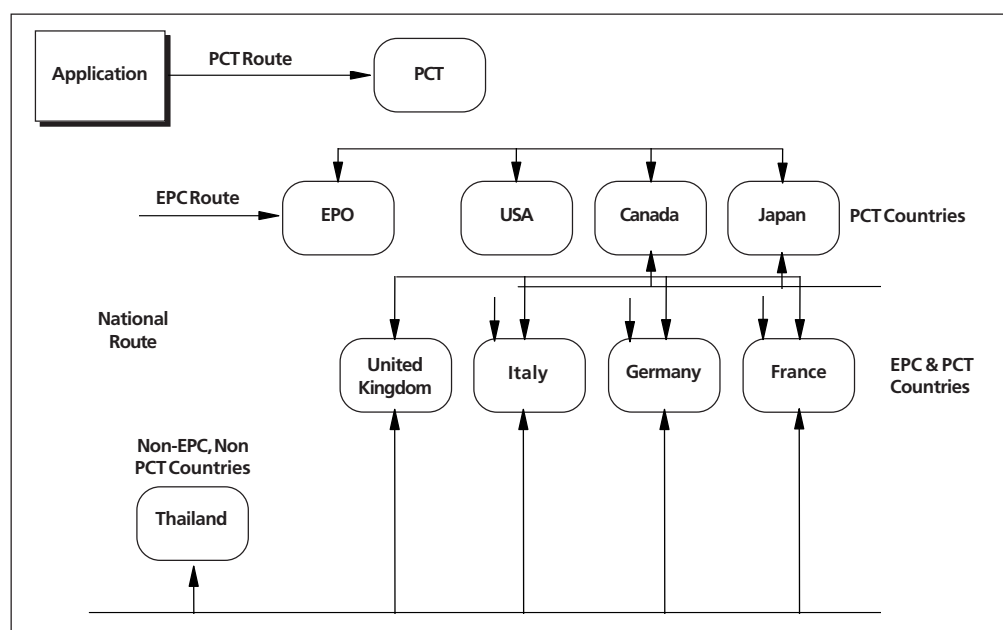 Application
PCT Route
PCT
EPC Route
EPO
USA
Canada
Japan
PCT Countries
National
Route
United
Kingdom
Italy
Germany
France
EPC & PCT
Countries
Non-EPC, Non
PCT Countries
Thailand